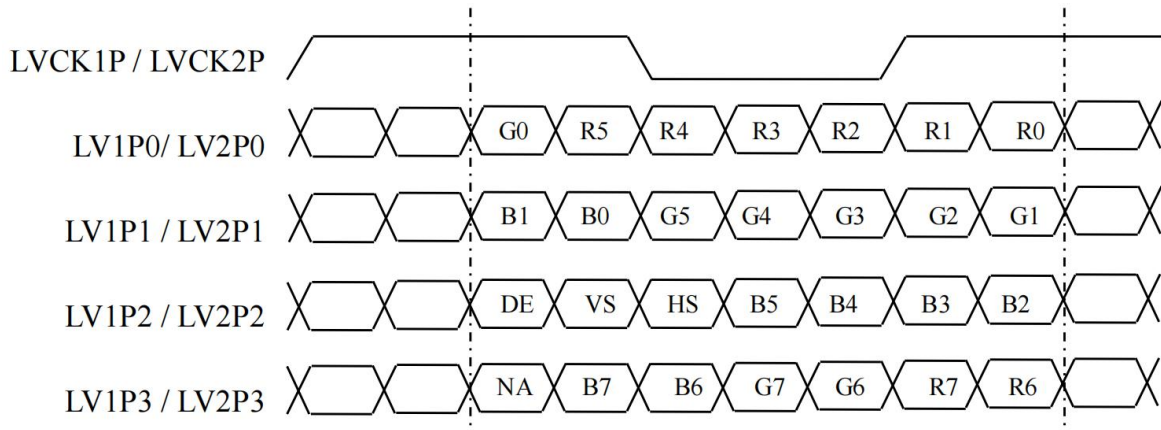 LVCK1P / LVCK2P
LV1P0/ LV2P0 G0 R5 R4 R3 R2 R1 R0
LV1P1 / LV2P1 B1 B0 G5 G4 G3 G2 G1
LV1P2 / LV2P2 DE VS HS B5 B4 B3 B2
LV1P3 / LV2P3 NA B7 B6 G7 G6 R7 R6